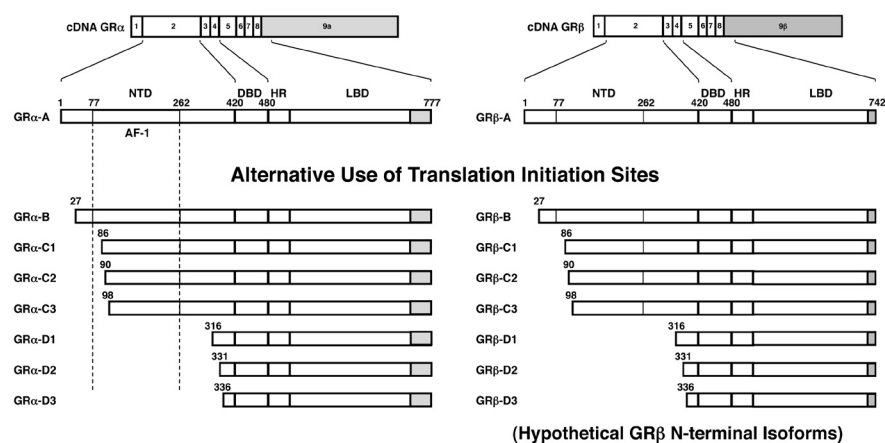 cDNA GRα 1 2 3 4 5 6 7 8 9a
cDNA GRβ 1 2 3 4 5 6 7 8 9β
NTD DBD HR LBD
1 77 262 420 480 777
GRα-A
AF-1
NTD DBD HR LBD
1 77 262 420 480 742
GRβ-A
Alternative Use of Translation Initiation Sites
27
GRα-B
86
GRα-C1
90
GRα-C2
98
GRα-C3
316
GRα-D1
331
GRα-D2
336
GRα-D3
27
GRβ-B
86
GRβ-C1
90
GRβ-C2
98
GRβ-C3
316
GRβ-D1
331
GRβ-D2
336
GRβ-D3
(Hypothetical GRβ N-terminal Isoforms)